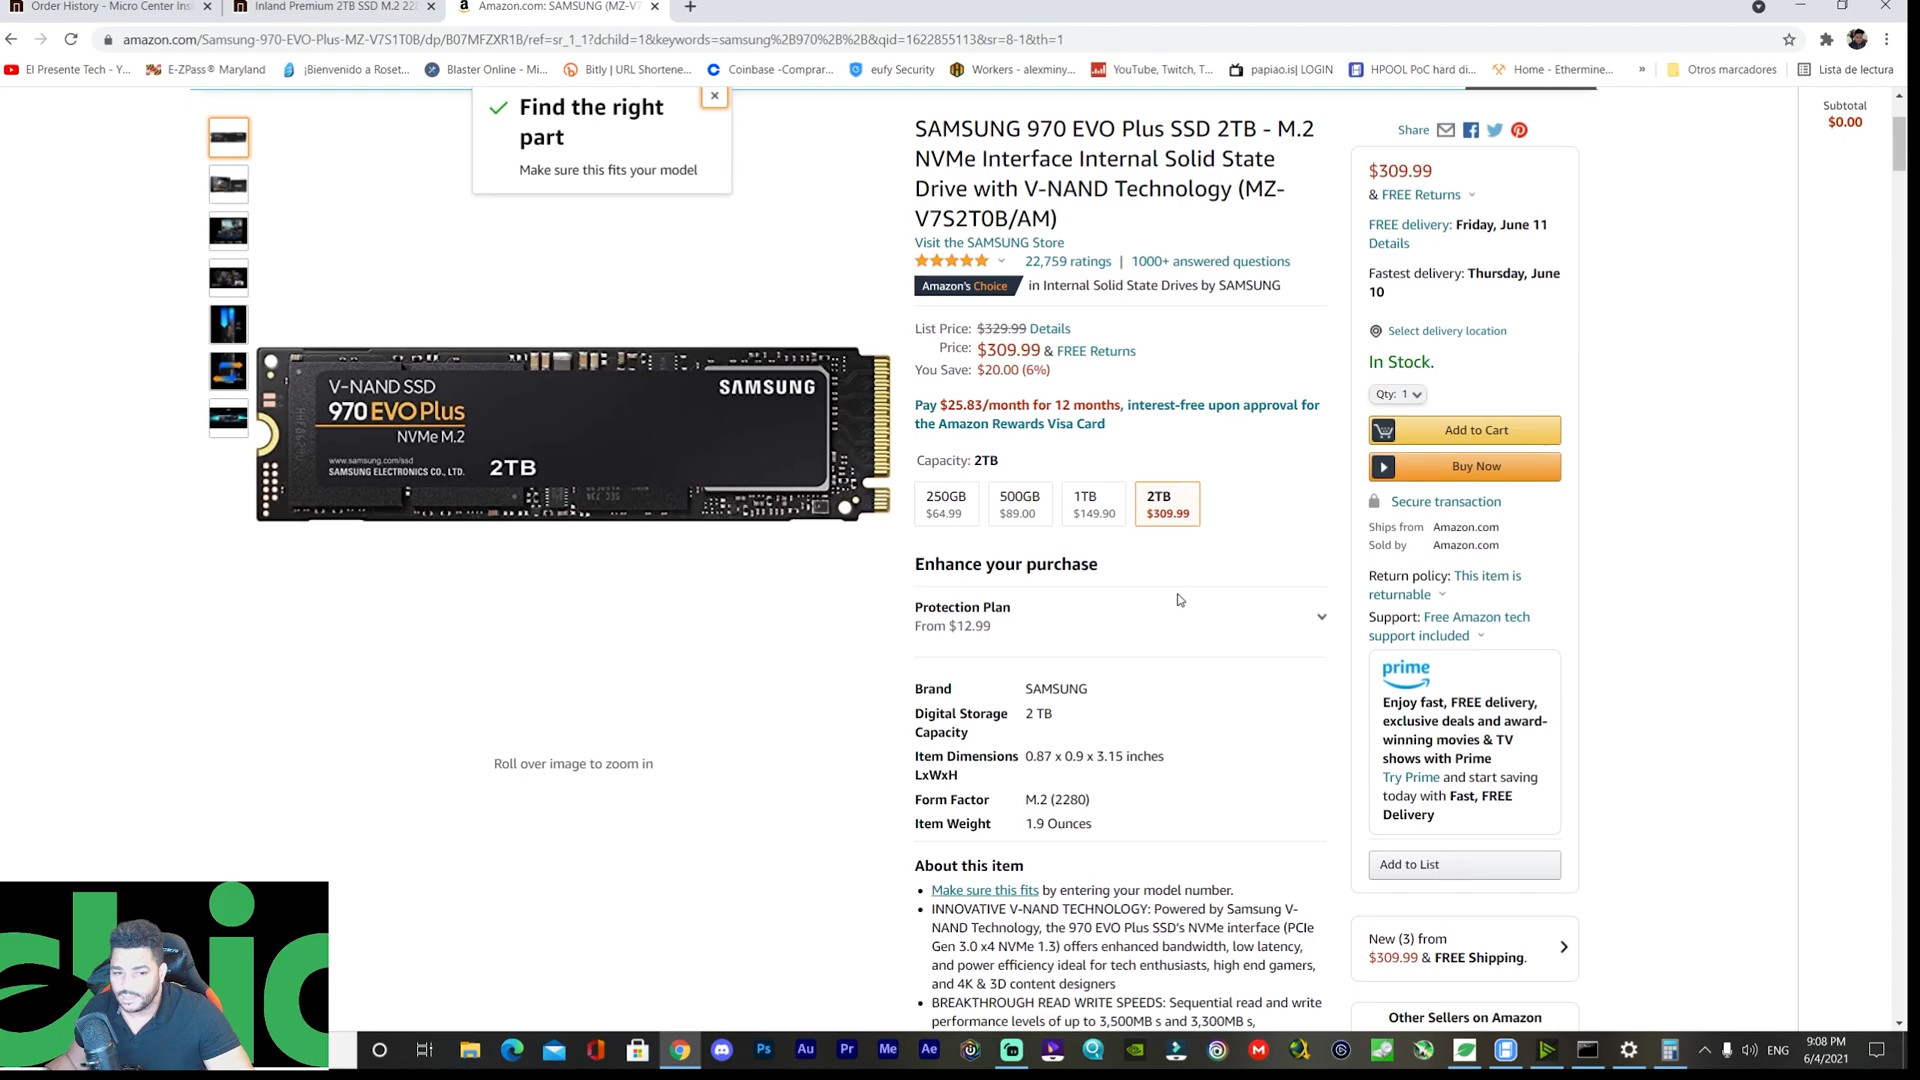 Order History - Micro Center Ins
Inland Premium 2TB SSD M.2 228
Amazon.com: SAMSUNG (MZ-V7
amazon.com/Samsung-970-EVO-Plus-MZ-V7S1T0B/dp/B07MFZXR1B/ref=sr_1_1?dchild=1&keywords=samsung%2B970%2B%2B&qid=1622855113&sr=8-1&th=1
El Presente Tech - Y...
E-ZPass® Maryland
¡Bienvenido a Roset...
Blaster Online - Mi...
Bitly | URL Shortene...
Coinbase -Comprar...
eufy Security
Workers - alexminy...
YouTube, Twitch, T...
papiao.is| LOGIN
HPOOL PoC hard di...
Home - Ethermine...
»
Otros marcadores
Lista de lectura
Find the right
part
Make sure this fits your model
V-NAND SSD
970 EVO Plus
NVMe M.2
www.samsung.com/ssd
SAMSUNG ELECTRONICS CO., LTD.
2TB
SAMSUNG
Roll over image to zoom in
SAMSUNG 970 EVO Plus SSD 2TB - M.2
NVMe Interface Internal Solid State
Drive with V-NAND Technology (MZ-
V7S2T0B/AM)
Visit the SAMSUNG Store
22,759 ratings | 1000+ answered questions
Amazon's Choice in Internal Solid State Drives by SAMSUNG
List Price: $329.99 Details
Price: $309.99 & FREE Returns
You Save: $20.00 (6%)
Pay $25.83/month for 12 months, interest-free upon approval for
the Amazon Rewards Visa Card
Capacity: 2TB
250GB
$64.99
500GB
$89.00
1TB
$149.90
2TB
$309.99
Enhance your purchase
Protection Plan
From $12.99
Brand SAMSUNG
Digital Storage 2 TB
Capacity
Item Dimensions 0.87 x 0.9 x 3.15 inches
LxWxH
Form Factor M.2 (2280)
Item Weight 1.9 Ounces
About this item
• Make sure this fits by entering your model number.
• INNOVATIVE V-NAND TECHNOLOGY: Powered by Samsung V-
NAND Technology, the 970 EVO Plus SSD's NVMe interface (PCIe
Gen 3.0 x4 NVMe 1.3) offers enhanced bandwidth, low latency,
and power efficiency ideal for tech enthusiasts, high end gamers,
and 4K & 3D content designers
• BREAKTHROUGH READ WRITE SPEEDS: Sequential read and write
performance levels of up to 3,500MB s and 3,300MB s,
Share
$309.99
& FREE Returns
FREE delivery: Friday, June 11
Details
Fastest delivery: Thursday, June
10
Select delivery location
In Stock.
Qty: 1
Add to Cart
Buy Now
Secure transaction
Ships from Amazon.com
Sold by Amazon.com
Return policy: This item is
returnable
Support: Free Amazon tech
support included
prime
Enjoy fast, FREE delivery,
exclusive deals and award-
winning movies & TV
shows with Prime
Try Prime and start saving
today with Fast, FREE
Delivery
Add to List
New (3) from
$309.99 & FREE Shipping.
Other Sellers on Amazon
Subtotal
$0.00
Ps
Au
Pr
Me
Ae
ENG
9:08 PM
6/4/2021